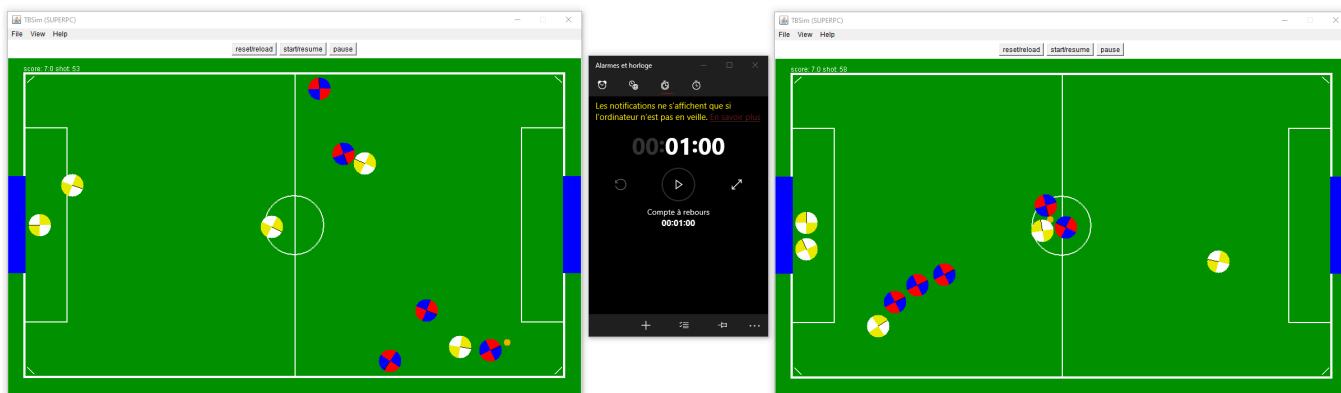 TBSim (SUPERPC)
File View Help
reset/reload start/resume pause
score: 7:0 shot: 53
Alarmes et horloge
Les notifications ne s'affichent que si
l'ordinateur n'est pas en veille. En savoir plus
00:01:00
Compte à rebours
00:01:00
TBSim (SUPERPC)
File View Help
reset/reload start/resume pause
score: 7:0 shot: 58